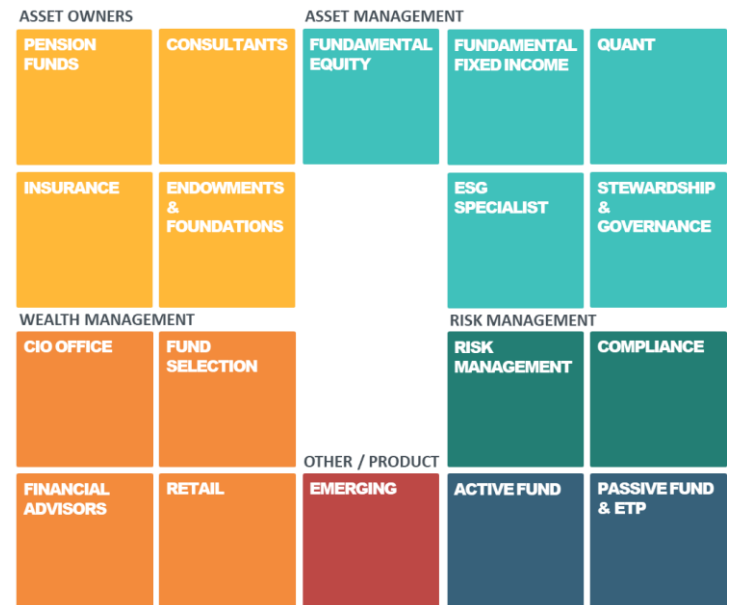 ASSET OWNERS
ASSET MANAGEMENT
PENSION
FUNDS
CONSULTANTS
FUNDAMENTAL
EQUITY
FUNDAMENTAL
FIXED INCOME
QUANT
INSURANCE
ENDOWMENTS
&
FOUNDATIONS
ESG
SPECIALIST
STEWARDSHIP
&
GOVERNANCE
WEALTH MANAGEMENT
RISK MANAGEMENT
CIO OFFICE
FUND
SELECTION
RISK
MANAGEMENT
COMPLIANCE
OTHER / PRODUCT
FINANCIAL
ADVISORS
RETAIL
EMERGING
ACTIVE FUND
PASSIVE FUND
& ETP